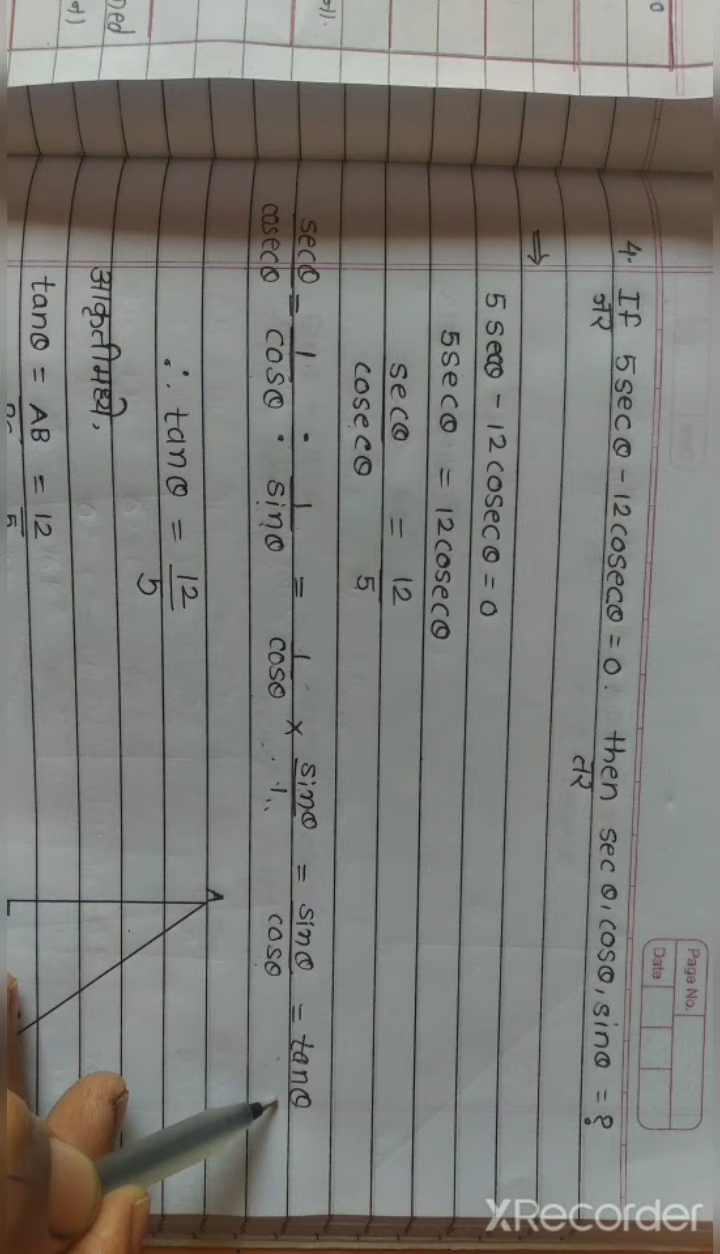 Page No.
Date
4. If 5secθ - 12cosecθ = 0. then secθ, cosθ, sinθ = ?
जर तर
⇒ 5secθ - 12cosecθ = 0
5secθ = 12cosecθ
secθ/cosecθ = 12/5
secθ/cosecθ = 1/cosθ . 1/sinθ = 1/cosθ × sinθ/1 = sinθ/cosθ = tanθ
∴ tanθ = 12/5
A
आकृतीमध्ये,
tanθ = AB = 12
XRecorder